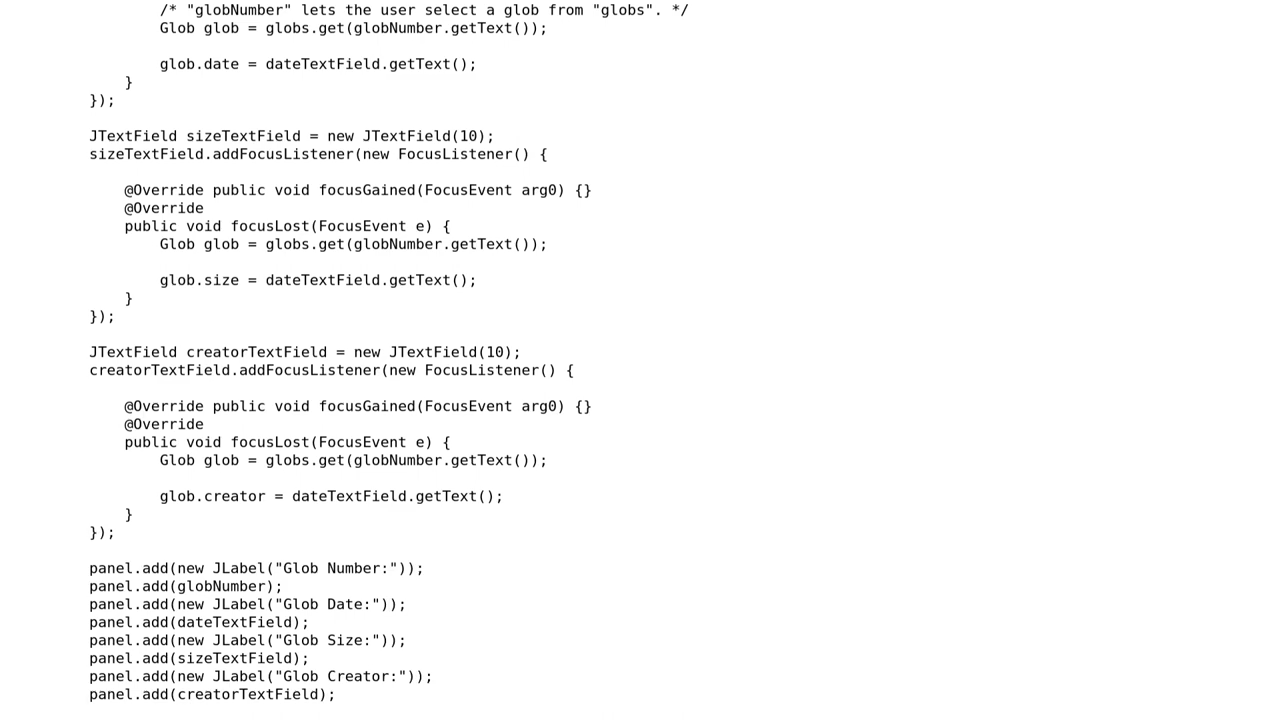 /* "globNumber" lets the user select a glob from "globs". */
Glob glob = globs.get(globNumber.getText());
glob.date = dateTextField.getText();
}
});
JTextField sizeTextField = new JTextField(10);
sizeTextField.addFocusListener(new FocusListener() {
@Override public void focusGained(FocusEvent arg0) {}
@Override
public void focusLost(FocusEvent e) {
Glob glob = globs.get(globNumber.getText());
glob.size = dateTextField.getText();
}
});
JTextField creatorTextField = new JTextField(10);
creatorTextField.addFocusListener(new FocusListener() {
@Override public void focusGained(FocusEvent arg0) {}
@Override
public void focusLost(FocusEvent e) {
Glob glob = globs.get(globNumber.getText());
glob.creator = dateTextField.getText();
}
});
panel.add(new JLabel("Glob Number:"));
panel.add(globNumber);
panel.add(new JLabel("Glob Date:"));
panel.add(dateTextField);
panel.add(new JLabel("Glob Size:"));
panel.add(sizeTextField);
panel.add(new JLabel("Glob Creator:"));
panel.add(creatorTextField);